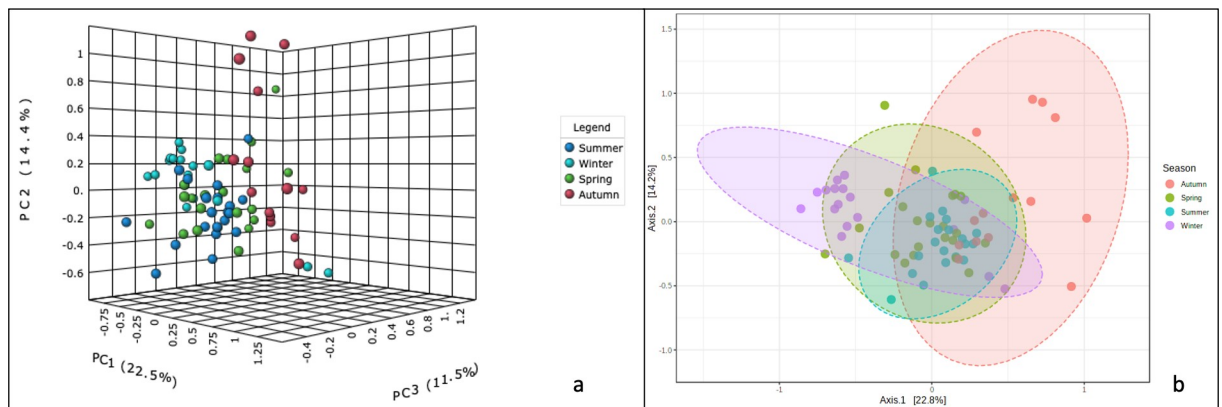 PC2 (14.4%)
1
0.8
0.6
0.4
0.2
0.
-0.2
-0.4
-0.6
-0.75
-0.5
-0.25
0
0.25
0.5
0.75
1
1.25
PC1 (22.5%)
-0.4
-0.2
0
0.2
0.4
0.6
0.8
1.
1.2
PC3 (11.5%)
Legend
Summer
Winter
Spring
Autumn
a
1.5
1.0
0.5
0.0
-0.5
-1.0
Axis.2 [14.2%]
-1
0
1
Axis.1 [22.8%]
Season
Autumn
Spring
Summer
Winter
b